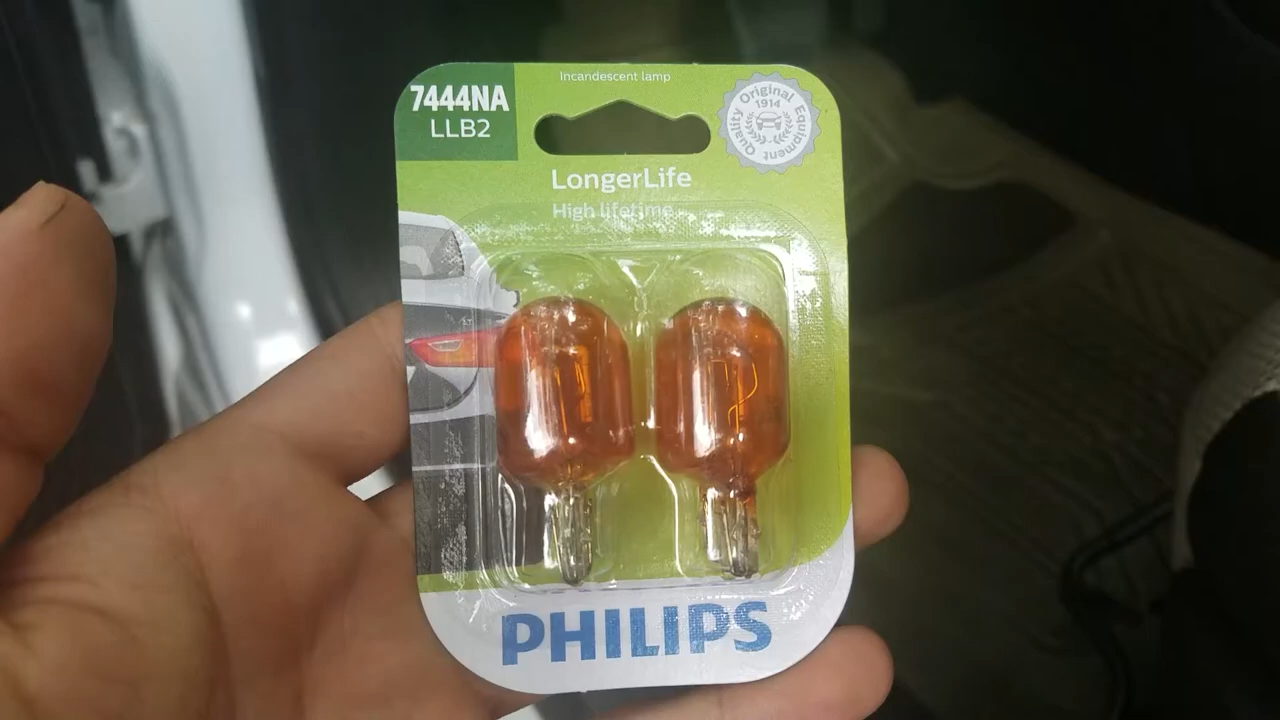 Incandescent lamp
7444NA
LLB2
Original
1914
Quality
Equipment
LongerLife
High lifetime
PHILIPS